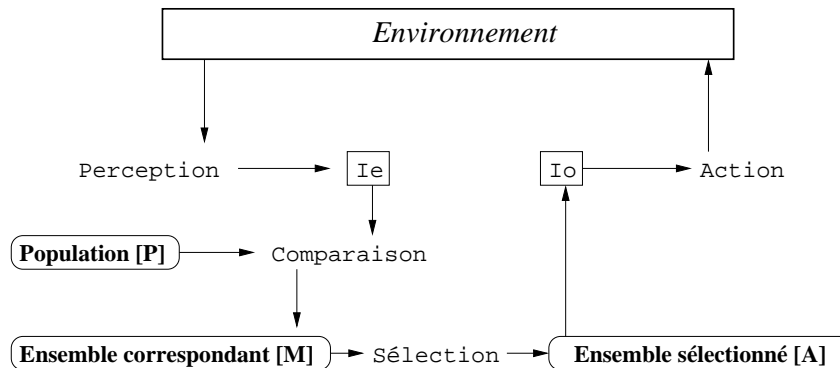 Environnement
Perception Ie Io Action
Population [P] Comparaison
Ensemble correspondant [M] Sélection Ensemble sélectionné [A]